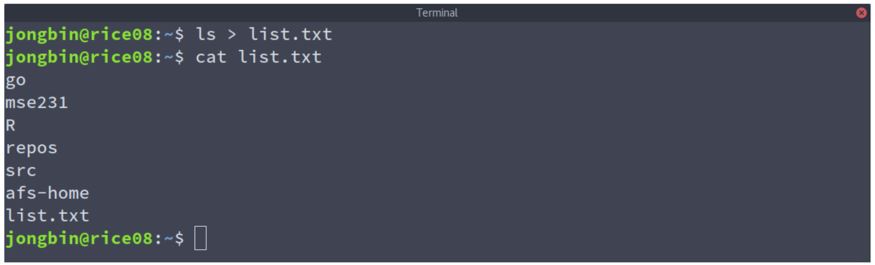 Terminal
jongbin@rice08:~$ ls > list.txt
jongbin@rice08:~$ cat list.txt
go
mse231
R
repos
src
afs-home
list.txt
jongbin@rice08:~$